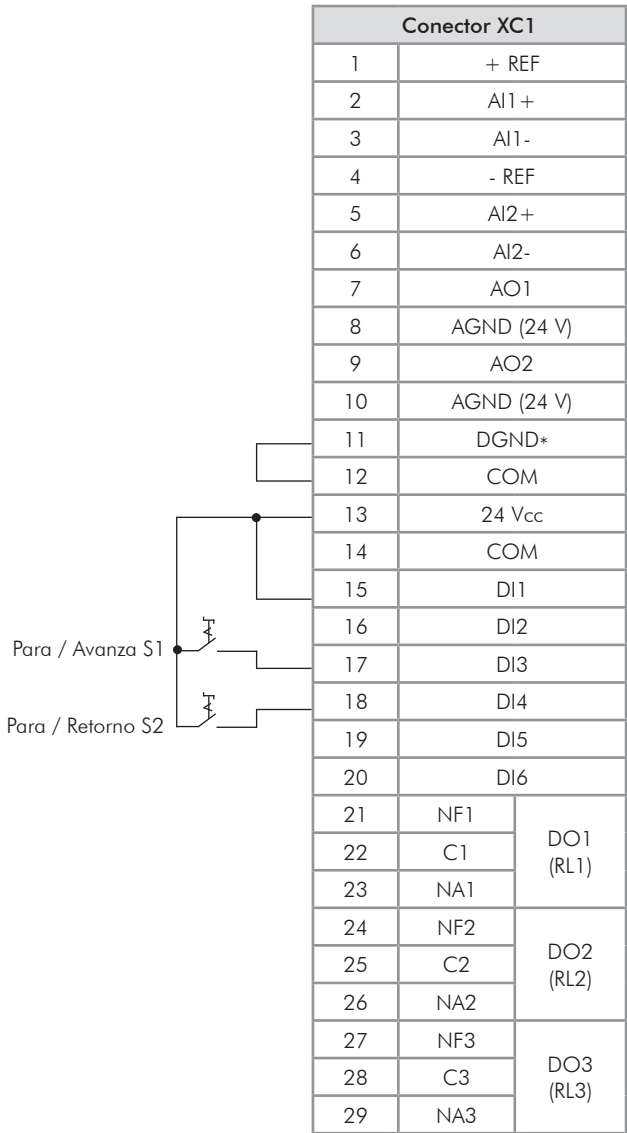 Conector XC1
1 + REF
2 AI1+
3 AI1-
4 - REF
5 AI2+
6 AI2-
7 AO1
8 AGND (24 V)
9 AO2
10 AGND (24 V)
11 DGND*
12 COM
13 24 Vcc
14 COM
15 DI1
16 DI2
Para / Avanza S1
17 DI3
18 DI4
Para / Retorno S2
19 DI5
20 DI6
21 NF1
22 C1
23 NA1
DO1
(RL1)
24 NF2
25 C2
26 NA2
DO2
(RL2)
27 NF3
28 C3
29 NA3
DO3
(RL3)